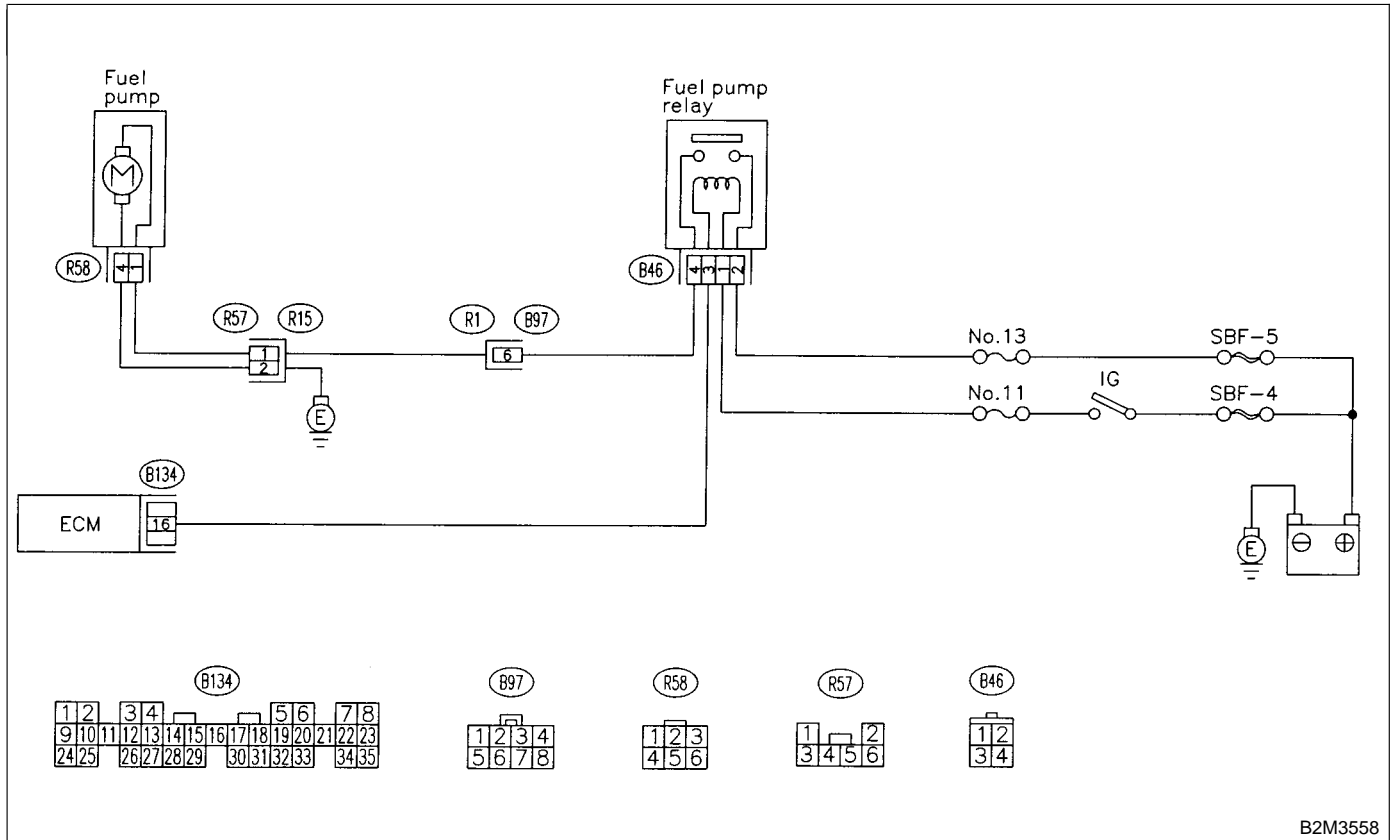 Fuel
pump
M
R58
4 1
Fuel pump
relay
B46
4 3 1 2
R57 R15
1
2
E
R1 B97
6
No.13
SBF-5
No.11
IG
SBF-4
B134
ECM
16
E
⊖ ⊕
B134
1 2 3 4 5 6 7 8
9 10 11 12 13 14 15 16 17 18 19 20 21 22 23
24 25 26 27 28 29 30 31 32 33 34 35
B97
1 2 3 4
5 6 7 8
R58
1 2 3
4 5 6
R57
1 2
3 4 5 6
B46
1 2
3 4
B2M3558